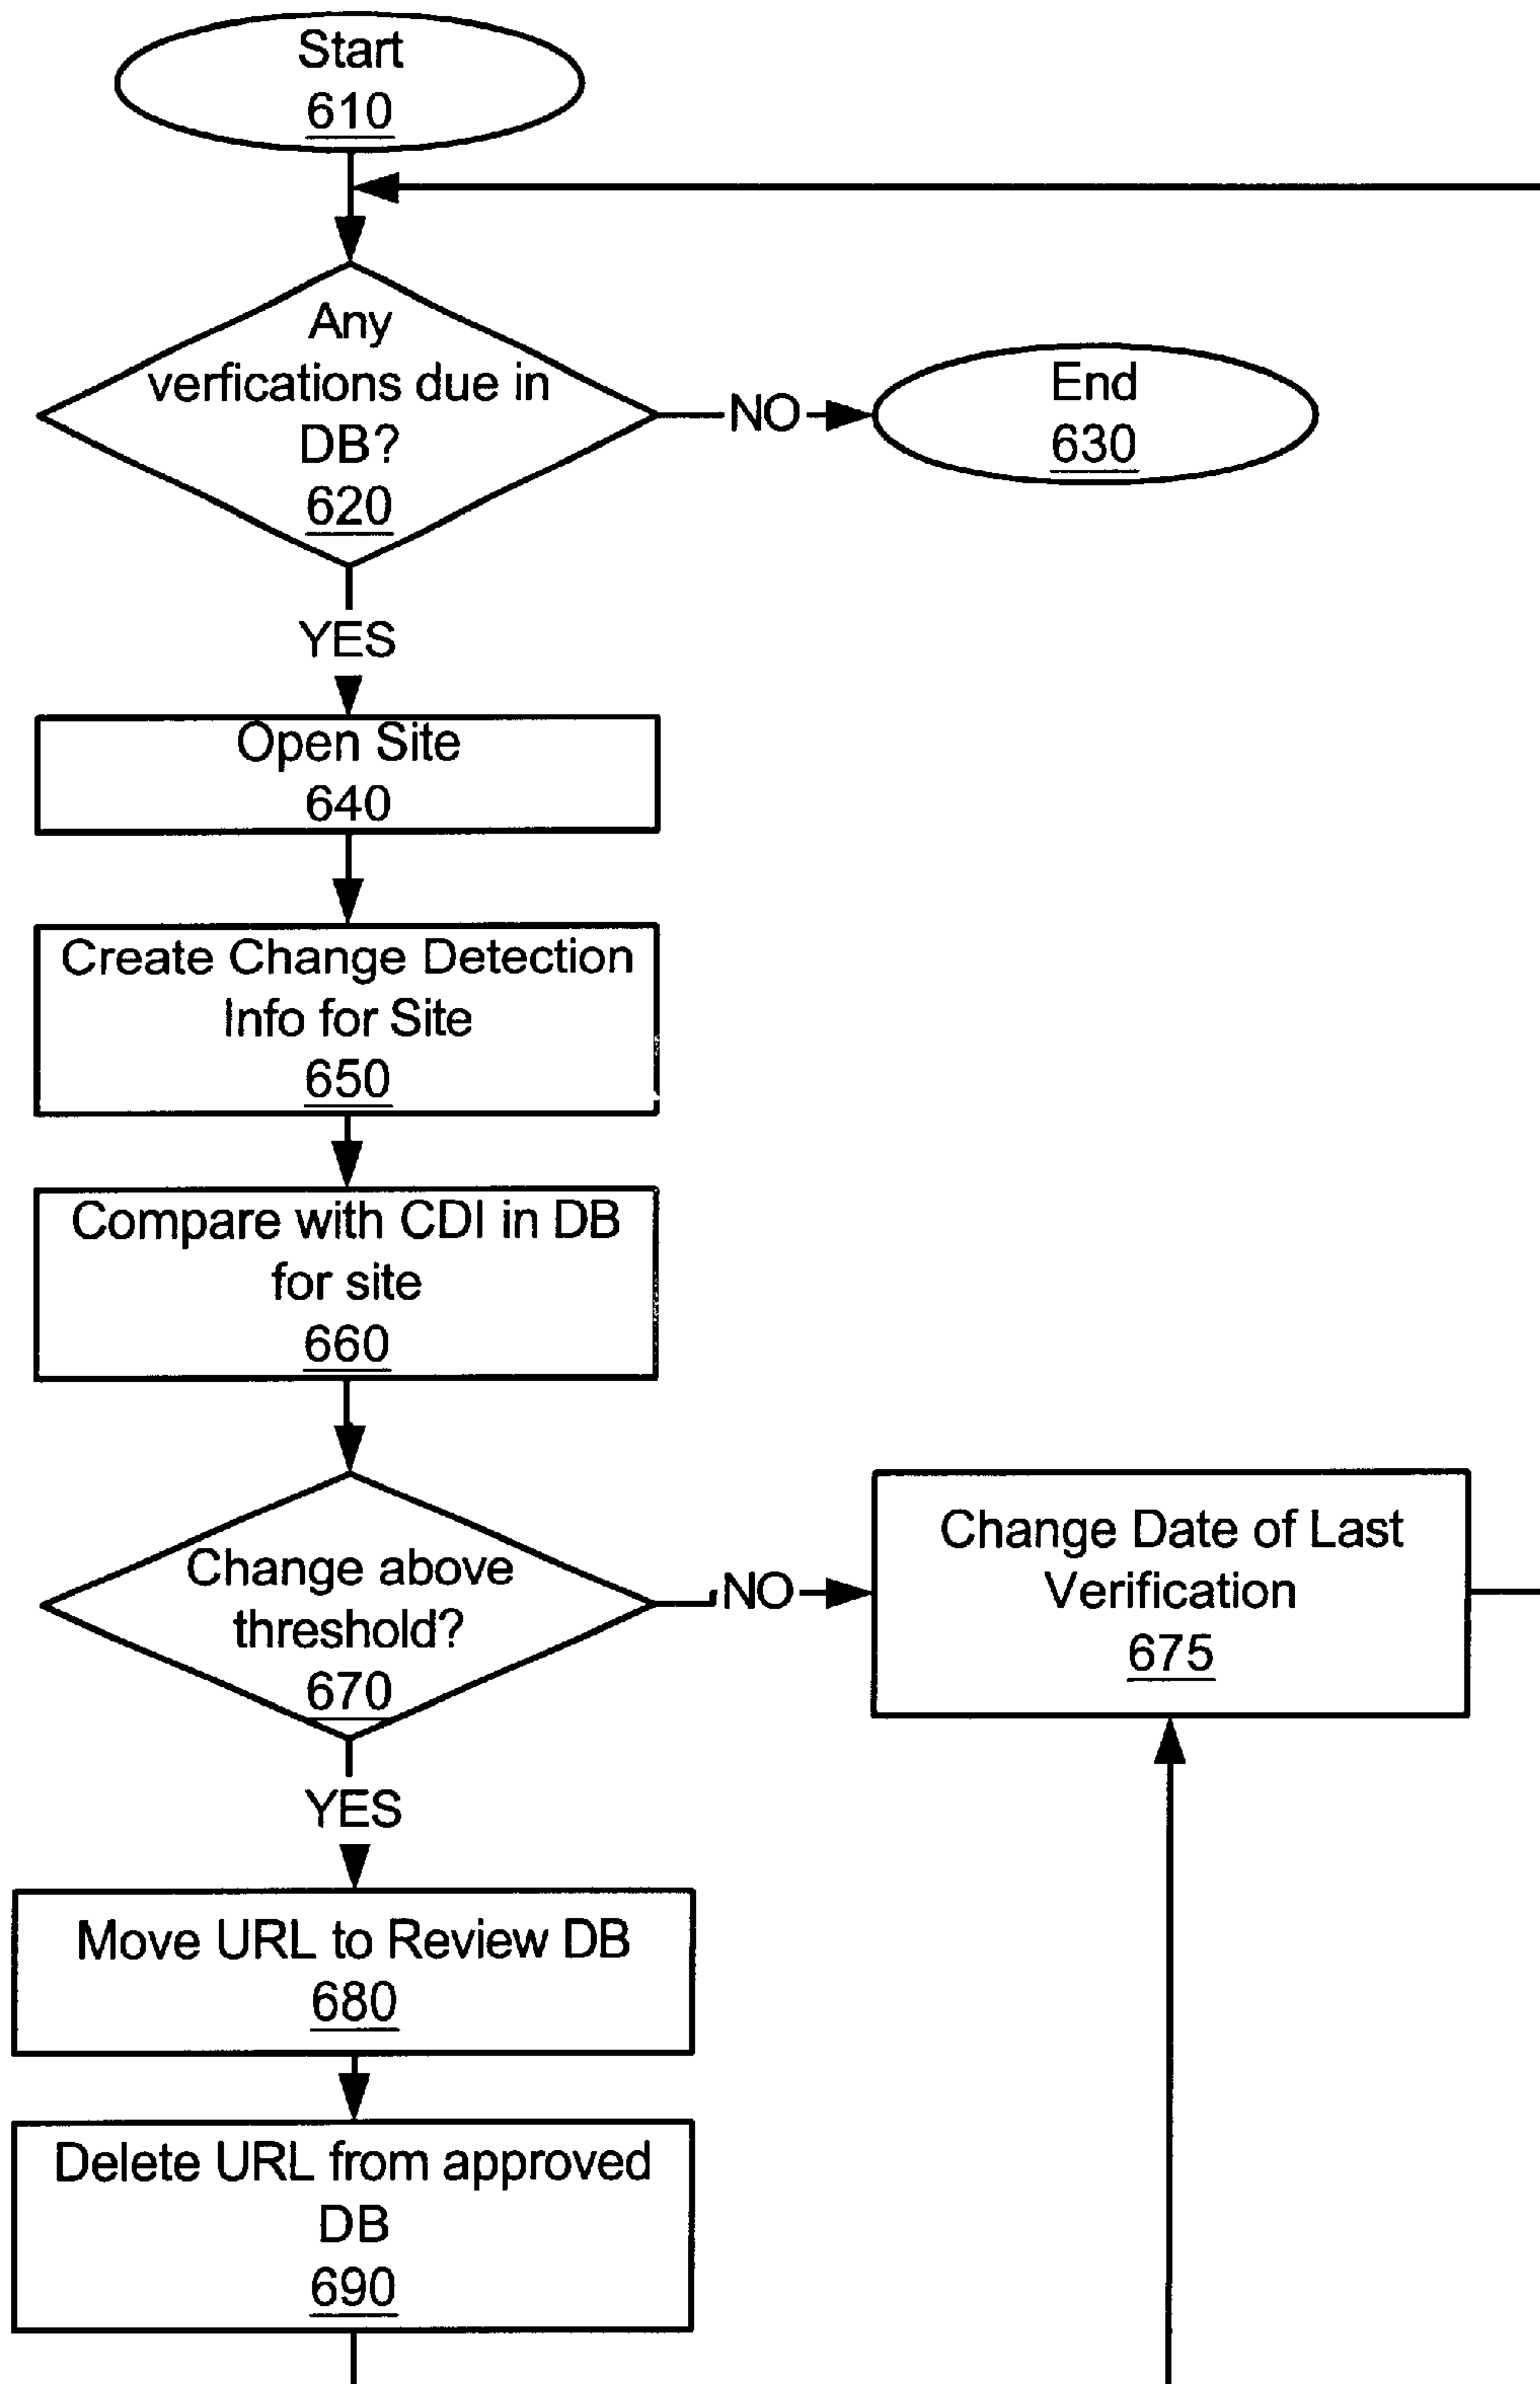 Start
610
Any
verfications due in
DB?
620
NO
End
630
YES
Open Site
640
Create Change Detection
Info for Site
650
Compare with CDI in DB
for site
660
Change above
threshold?
670
NO
Change Date of Last
Verification
675
YES
Move URL to Review DB
680
Delete URL from approved
DB
690